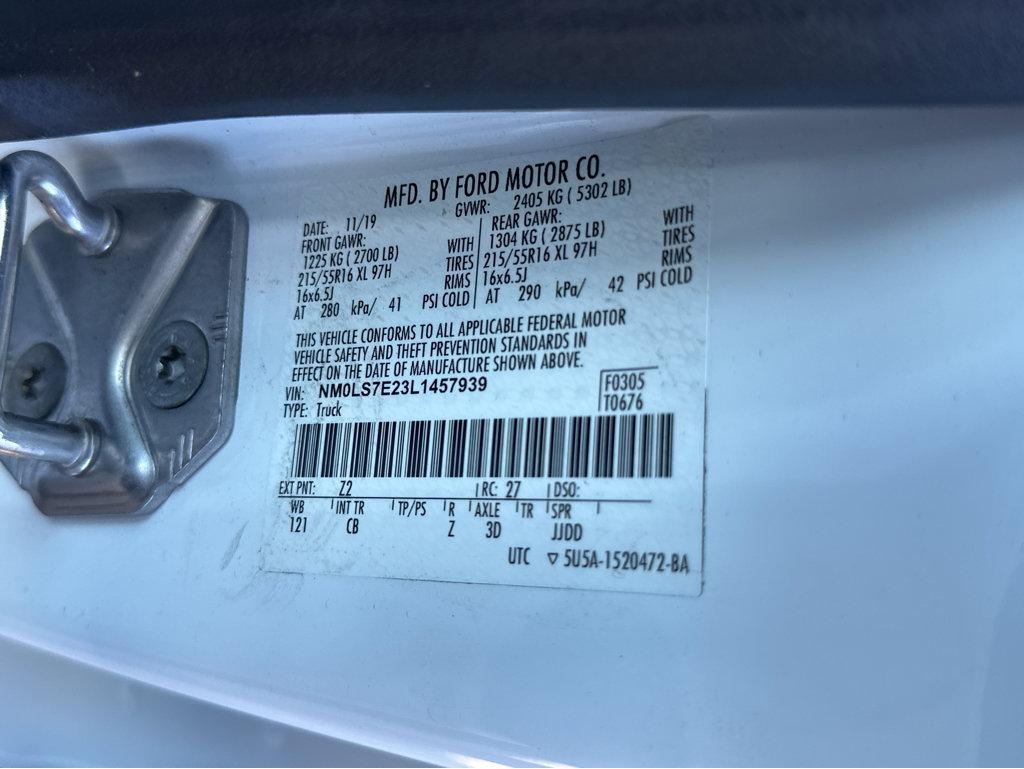 MFD. BY FORD MOTOR CO.
DATE: 11/19 GVWR: 2405 KG ( 5302 LB)
FRONT GAWR: REAR GAWR:
1225 KG ( 2700 LB) WITH 1304 KG ( 2875 LB) WITH
215/55R16 XL 97H TIRES 215/55R16 XL 97H TIRES
16x6.5J RIMS 16x6.5J RIMS
AT 280 kPa/ 41 PSI COLD AT 290 kPa/ 42 PSI COLD
THIS VEHICLE CONFORMS TO ALL APPLICABLE FEDERAL MOTOR
VEHICLE SAFETY AND THEFT PREVENTION STANDARDS IN
EFFECT ON THE DATE OF MANUFACTURE SHOWN ABOVE.
VIN: NM0LS7E23L1457939 F0305
TYPE: Truck T0676
EXT PNT: Z2 RC: 27 DSO:
WB INT TR TP/PS R AXLE TR SPR
121 CB Z 3D JJDD
UTC ▽ 5U5A-1520472-BA